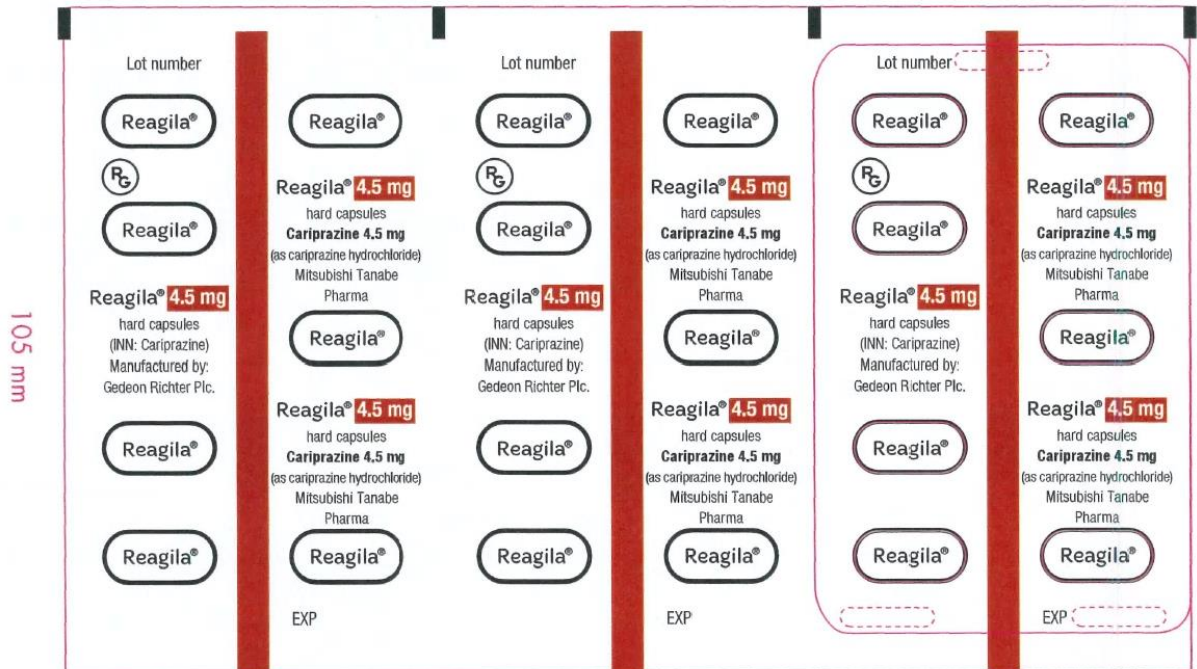 105 mm
Lot number
Reagila®
RG
Reagila®
Reagila® 4.5 mg
hard capsules
(INN: Cariprazine)
Manufactured by:
Gedeon Richter Plc.
Reagila®
Reagila®
Reagila®
Reagila® 4.5 mg
hard capsules
Cariprazine 4.5 mg
(as cariprazine hydrochloride)
Mitsubishi Tanabe
Pharma
Reagila®
Reagila® 4.5 mg
hard capsules
Cariprazine 4.5 mg
(as cariprazine hydrochloride)
Mitsubishi Tanabe
Pharma
Reagila®
EXP
Lot number
Reagila®
RG
Reagila®
Reagila® 4.5 mg
hard capsules
(INN: Cariprazine)
Manufactured by:
Gedeon Richter Plc.
Reagila®
Reagila®
Reagila®
Reagila® 4.5 mg
hard capsules
Cariprazine 4.5 mg
(as cariprazine hydrochloride)
Mitsubishi Tanabe
Pharma
Reagila®
Reagila® 4.5 mg
hard capsules
Cariprazine 4.5 mg
(as cariprazine hydrochloride)
Mitsubishi Tanabe
Pharma
Reagila®
EXP
Lot number
Reagila®
RG
Reagila®
Reagila® 4.5 mg
hard capsules
(INN: Cariprazine)
Manufactured by:
Gedeon Richter Plc.
Reagila®
Reagila®
Reagila®
Reagila® 4.5 mg
hard capsules
Cariprazine 4.5 mg
(as cariprazine hydrochloride)
Mitsubishi Tanabe
Pharma
Reagila®
Reagila® 4.5 mg
hard capsules
Cariprazine 4.5 mg
(as cariprazine hydrochloride)
Mitsubishi Tanabe
Pharma
Reagila®
EXP